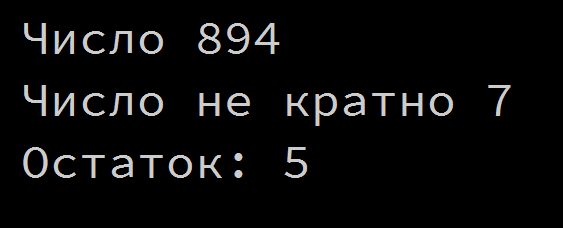 Число 894
Число не кратно 7
Остаток: 5